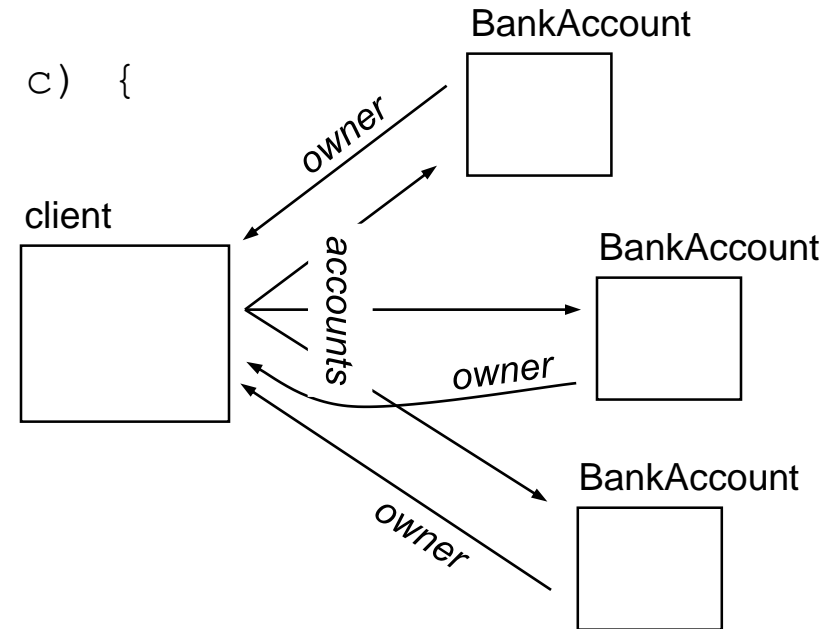 BankAccount
c) {
owner
client
accounts
BankAccount
owner
BankAccount
owner